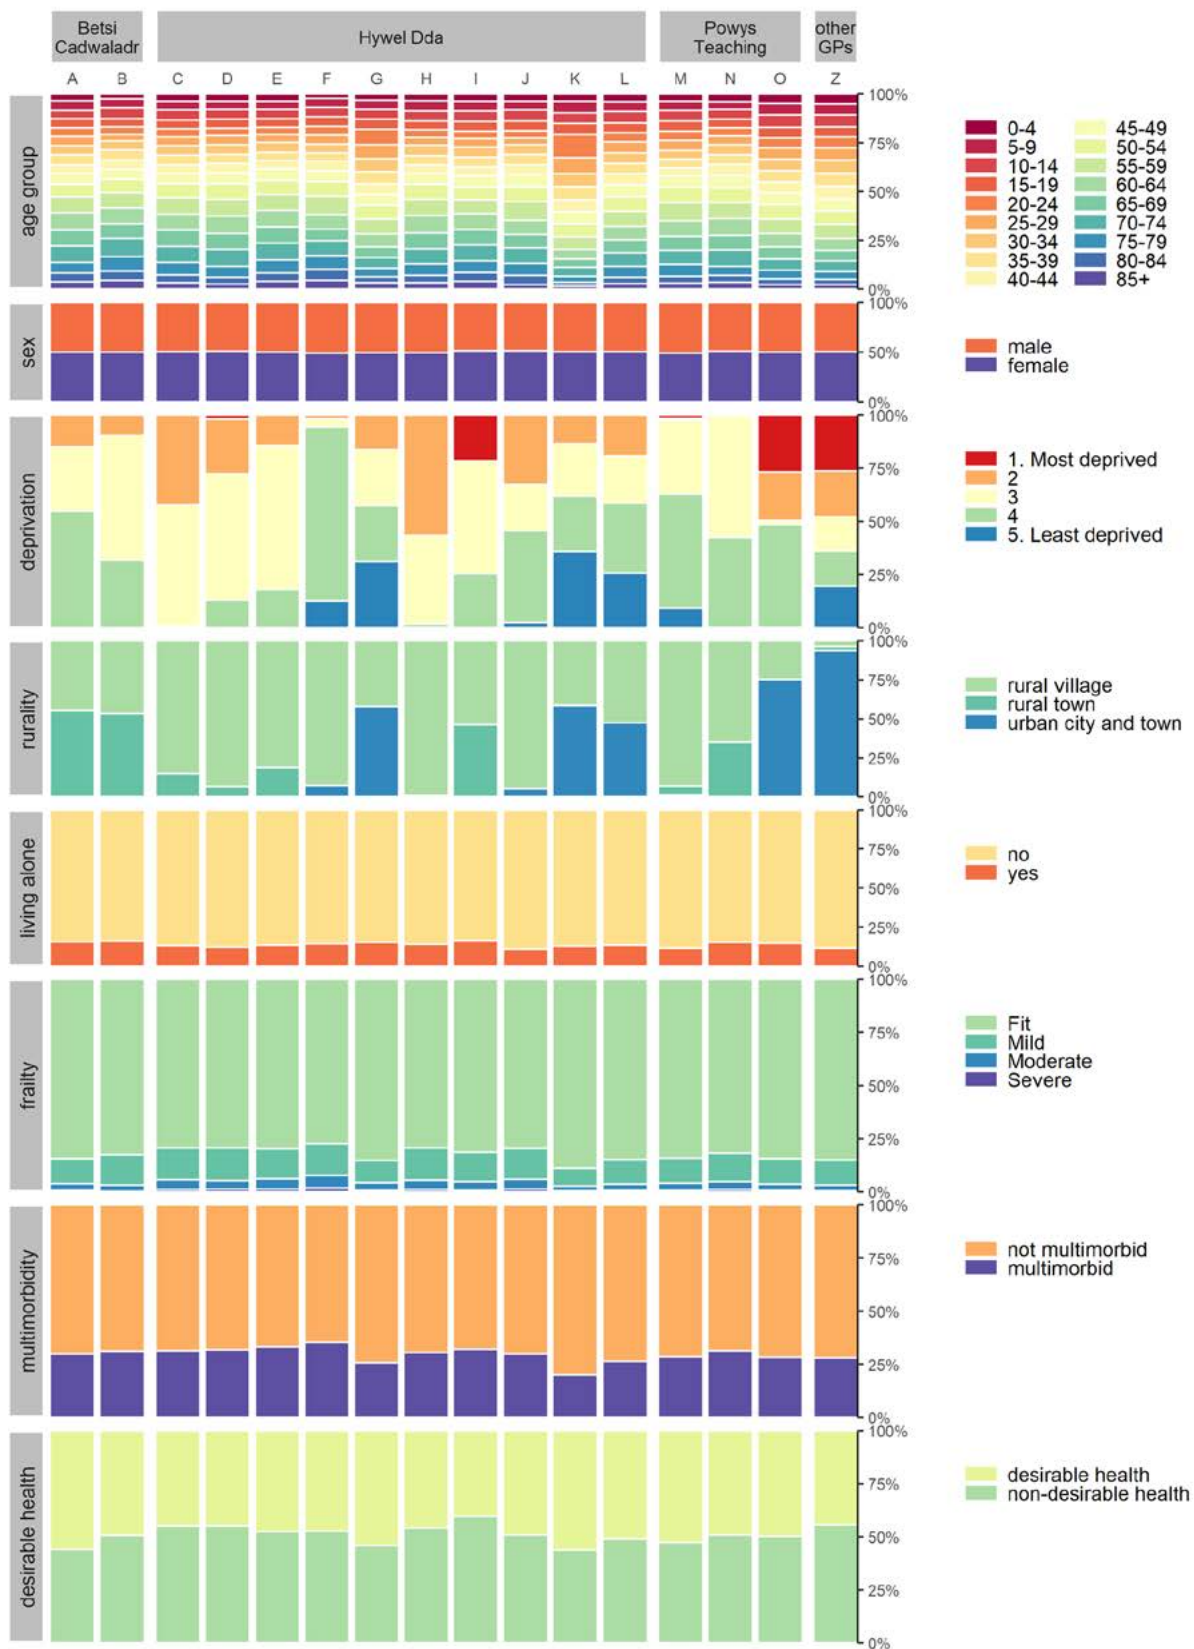 Betsi
Cadwaladr
Hywel Dda
Powys
Teaching
other
GPs
A B C D E F G H I J K L M N O Z
age group
100%
75%
50%
25%
0%
0-4 45-49
5-9 50-54
10-14 55-59
15-19 60-64
20-24 65-69
25-29 70-74
30-34 75-79
35-39 80-84
40-44 85+
sex
100%
50%
0%
male
female
deprivation
100%
75%
50%
25%
0%
1. Most deprived
2
3
4
5. Least deprived
rurality
100%
75%
50%
25%
0%
rural village
rural town
urban city and town
living alone
100%
75%
50%
25%
0%
no
yes
frailty
100%
75%
50%
25%
0%
Fit
Mild
Moderate
Severe
multimorbidity
100%
75%
50%
25%
0%
not multimorbid
multimorbid
desirable health
100%
75%
50%
25%
0%
desirable health
non-desirable health